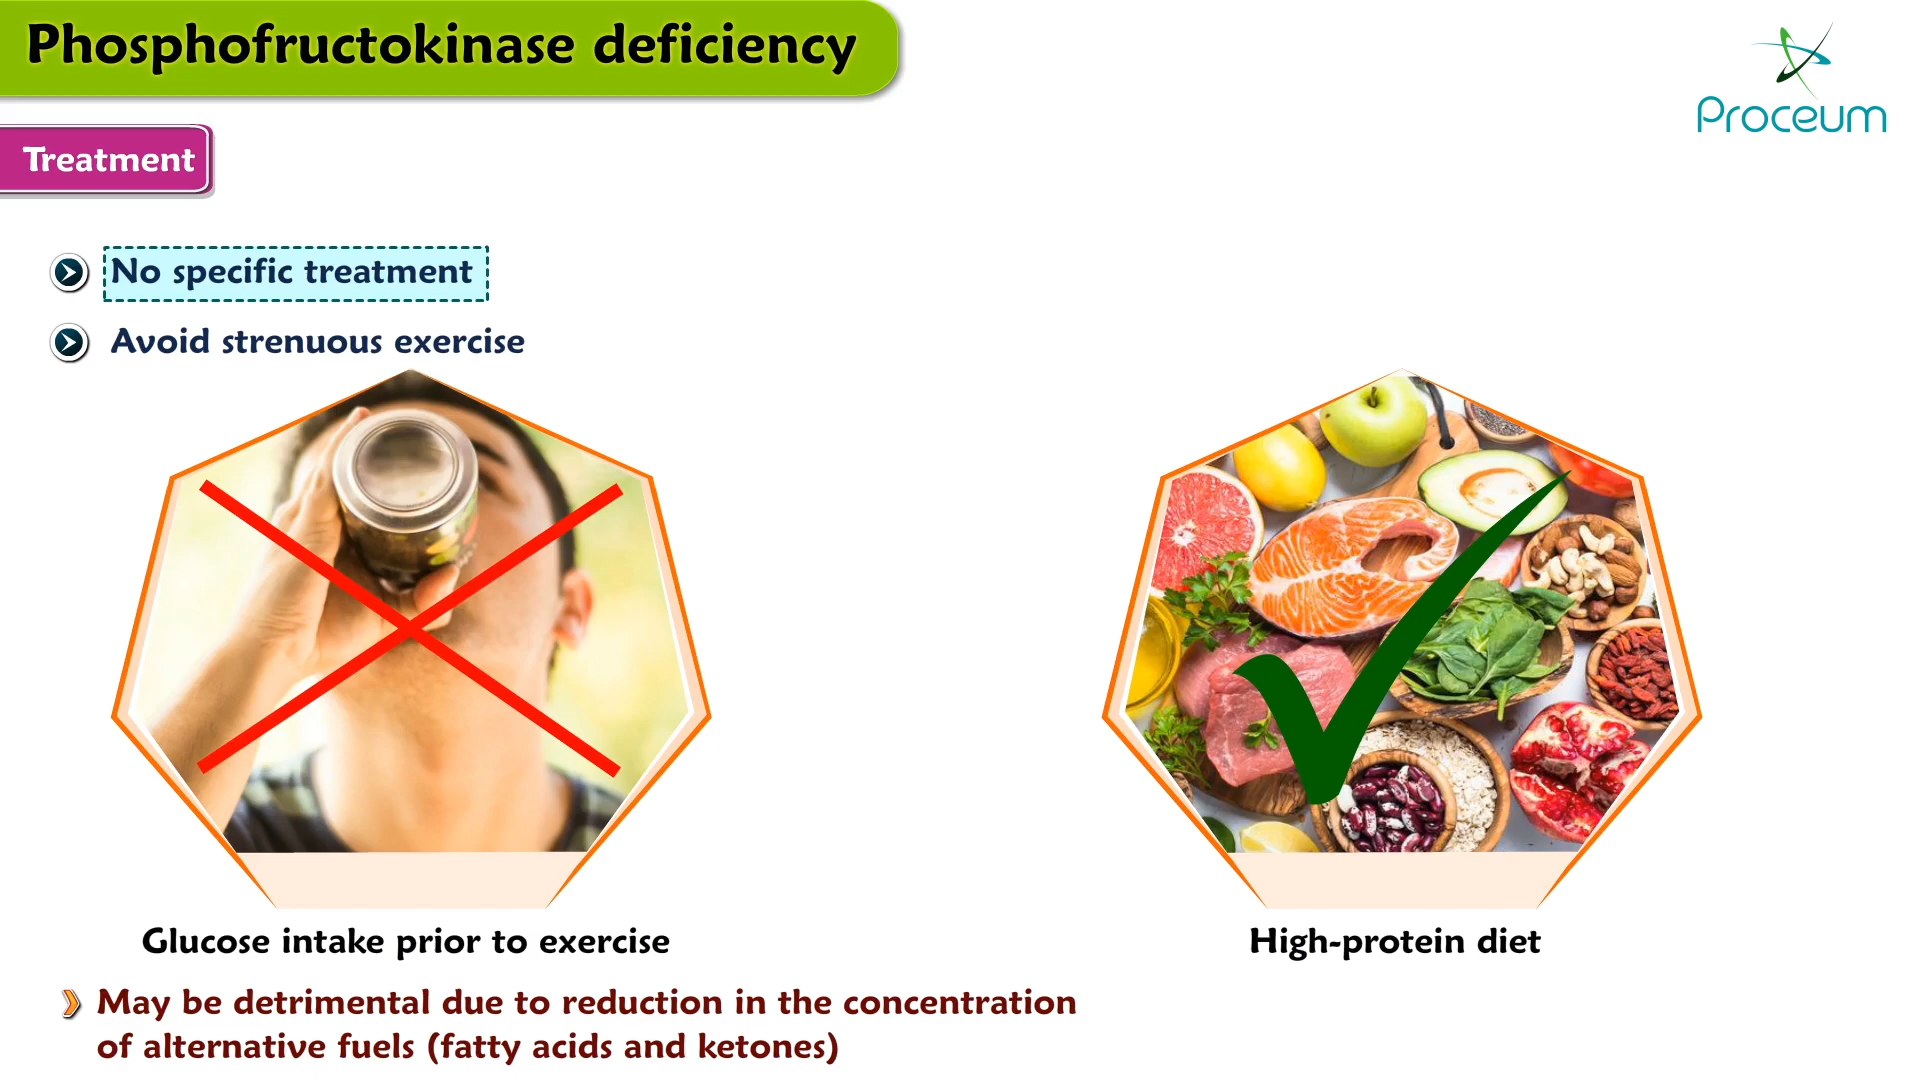 Phosphofructokinase deficiency
Proceum
Treatment
No specific treatment
Avoid strenuous exercise
Glucose intake prior to exercise
High-protein diet
May be detrimental due to reduction in the concentration
of alternative fuels (fatty acids and ketones)